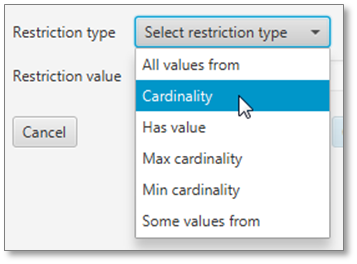 Restriction type
Select restriction type
All values from
Restriction value
Cardinality
Has value
Cancel
Max cardinality
Min cardinality
Some values from